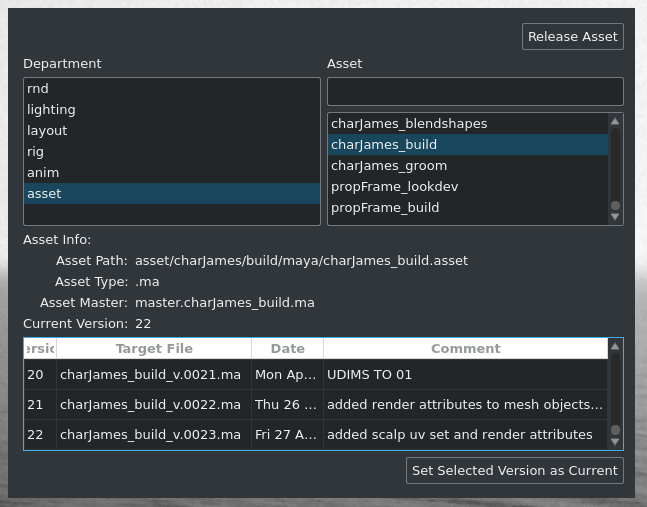 Release Asset
Department
Asset
rnd
lighting
layout
rig
anim
asset
charJames_blendshapes
charJames_build
charJames_groom
propFrame_lookdev
propFrame_build
Asset Info:
Asset Path: asset/charJames/build/maya/charJames_build.asset
Asset Type: .ma
Asset Master: master.charJames_build.ma
Current Version: 22
Target File Date Comment
20 charJames_build_v.0021.ma Mon Ap... UDIMS TO 01
21 charJames_build_v.0022.ma Thu 26 ... added render attributes to mesh objects...
22 charJames_build_v.0023.ma Fri 27 A... added scalp uv set and render attributes
Set Selected Version as Current